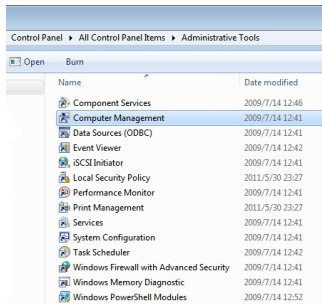 Control Panel ▸ All Control Panel Items ▸ Administrative Tools
Open Burn
Name Date modified
Component Services 2009/7/14 12:46
Computer Management 2009/7/14 12:41
Data Sources (ODBC) 2009/7/14 12:41
Event Viewer 2009/7/14 12:42
iSCSI Initiator 2009/7/14 12:41
Local Security Policy 2011/5/30 23:27
Performance Monitor 2009/7/14 12:41
Print Management 2011/5/30 23:27
Services 2009/7/14 12:41
System Configuration 2009/7/14 12:41
Task Scheduler 2009/7/14 12:42
Windows Firewall with Advanced Security 2009/7/14 12:41
Windows Memory Diagnostic 2009/7/14 12:41
Windows PowerShell Modules 2009/7/14 12:52